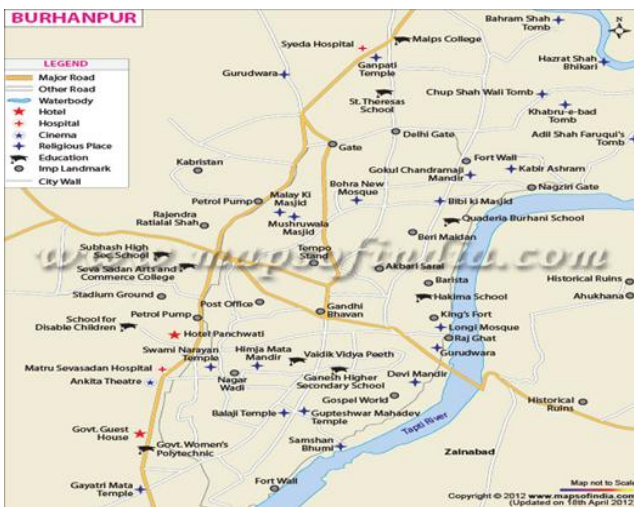 BURHANPUR
LEGEND
Major Road
Other Road
Waterbody
Hotel
Hospital
Cinema
Religious Place
Education
Imp Landmark
City Wall
Bahram Shah
Tomb
Maips College
Syeda Hospital
Ganpati
Temple
Gurudwara
Hazrat Shah
Bhikari
St. Theresas
School
Chup Shah Wali Tomb
Khabru-e-bad
Tomb
Delhi Gate
Adil Shah Faruqui's
Tomb
Gate
Fort Wall
Kabristan
Gokul Chandramaji
Mandir
Kabir Ashram
Bohra New
Mosque
Nagziri Gate
Malay Ki
Masjid
Petrol Pump
Bibi ki Masjid
Mushruwala
Masjid
Rajendra
Ratialal Shah
Quaderia Burhani School
Beri Maidan
Subhash High
Sec. School
Tempo
Stand
www.mapsofindia.com
Seva Sadan Arts and
Commerce College
Akbari Sarai
Barista
Historical Ruins
Stadium Ground
Post Office
Hakima School
Ahukhana
Gandhi
Bhavan
School for
Disable Children
Petrol Pump
King's Fort
Longi Mosque
Hotel Panchwati
Raj Ghat
Swami Narayan
Temple
Himja Mata
Mandir
Vaidik Vidya Peeth
Gurudwara
Matru Sevasadan Hospital
Ankita Theatre
Nagar
Wadi
Ganesh Higher
Secondary School
Devi Mandir
Gospel World
Historical
Ruins
Balaji Temple
Gupteshwar Mahadev
Temple
Tapti River
Govt. Guest
House
Samshan
Bhumi
Zainabad
Govt. Women's
Polytechnic
Gayatri Mata
Temple
Fort Wall
Map not to Scale
Copyright © 2012 www.mapsofindia.com
(Updated on 18th April 2012)